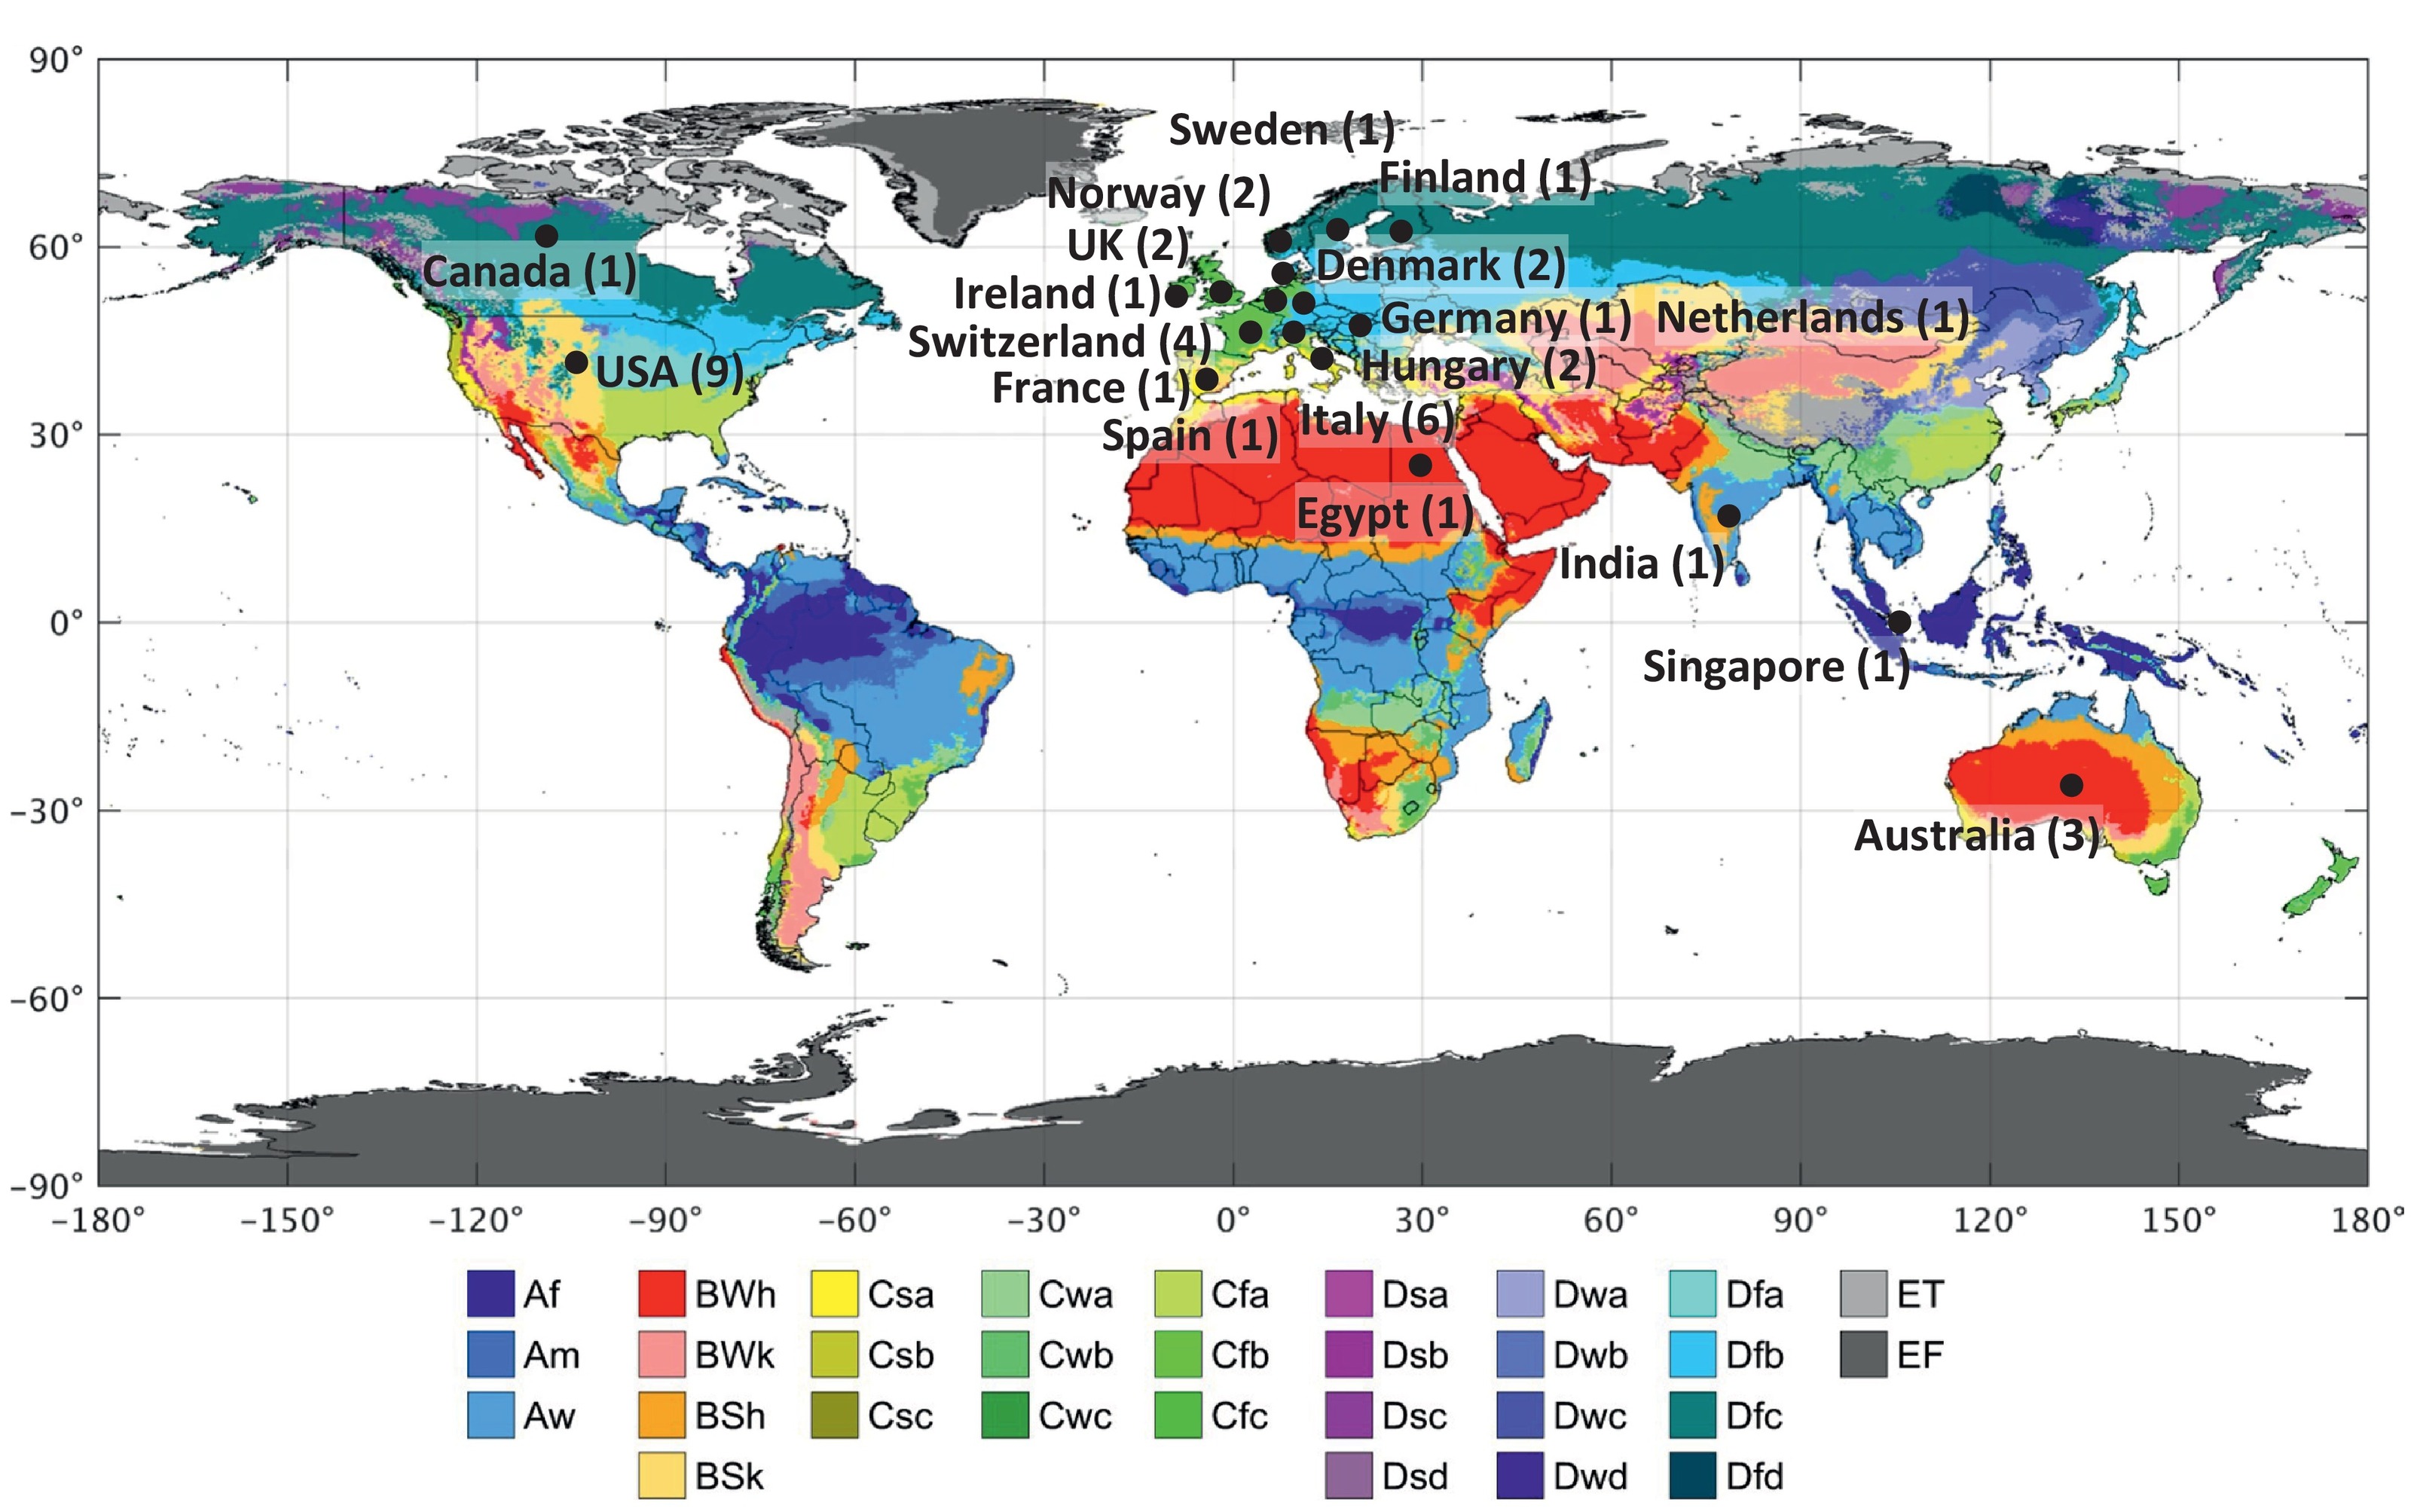 90°
60°
30°
0°
−30°
−60°
−90°
Sweden (1)
Finland (1)
Norway (2)
UK (2)
Denmark (2)
Canada (1)
Ireland (1)
Germany (1)
Netherlands (1)
Switzerland (4)
USA (9)
Hungary (2)
France (1)
Italy (6)
Spain (1)
Egypt (1)
India (1)
Singapore (1)
Australia (3)
−180° −150° −120° −90° −60° −30° 0° 30° 60° 90° 120° 150° 180°
Af BWh Csa Cwa Cfa Dsa Dwa Dfa ET
Am BWk Csb Cwb Cfb Dsb Dwb Dfb EF
Aw BSh Csc Cwc Cfc Dsc Dwc Dfc
BSk Dsd Dwd Dfd